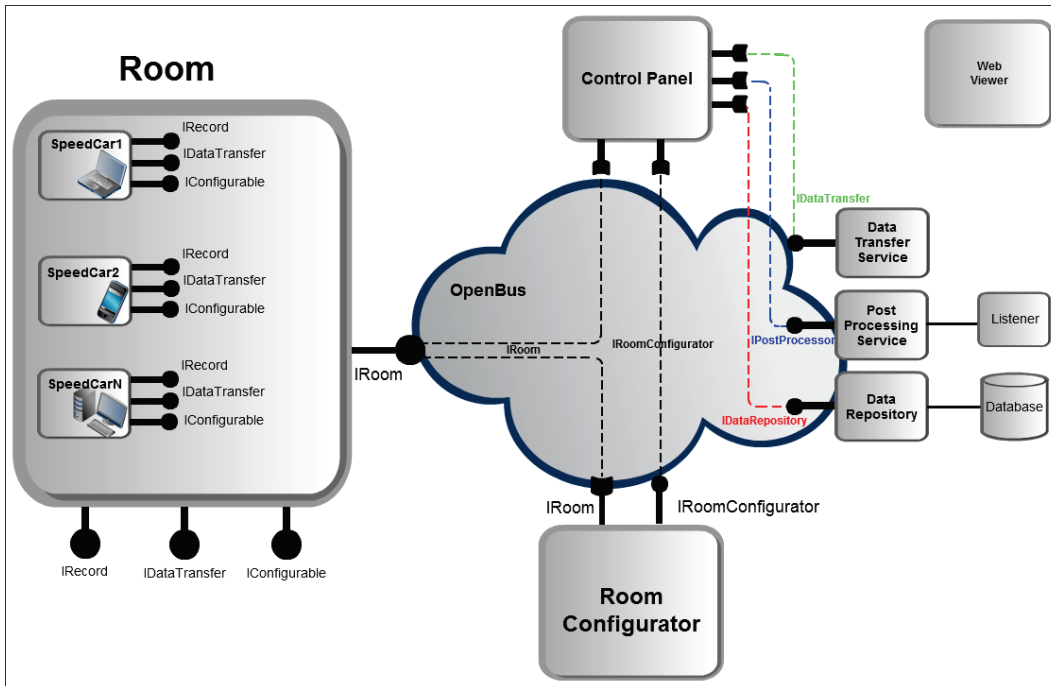 Room
SpeedCar1
IRecord
IDataTransfer
IConfigurable
SpeedCar2
IRecord
IDataTransfer
IConfigurable
SpeedCarN
IRecord
IDataTransfer
IConfigurable
IRecord
IDataTransfer
IConfigurable
IRoom
OpenBus
IRoom
IRoomConfigurator
Control Panel
Web
Viewer
IDataTransfer
Data
Transfer
Service
IPostProcessor
Post
Processing
Service
Listener
IDataRepository
Data
Repository
Database
IRoom
IRoomConfigurator
Room
Configurator